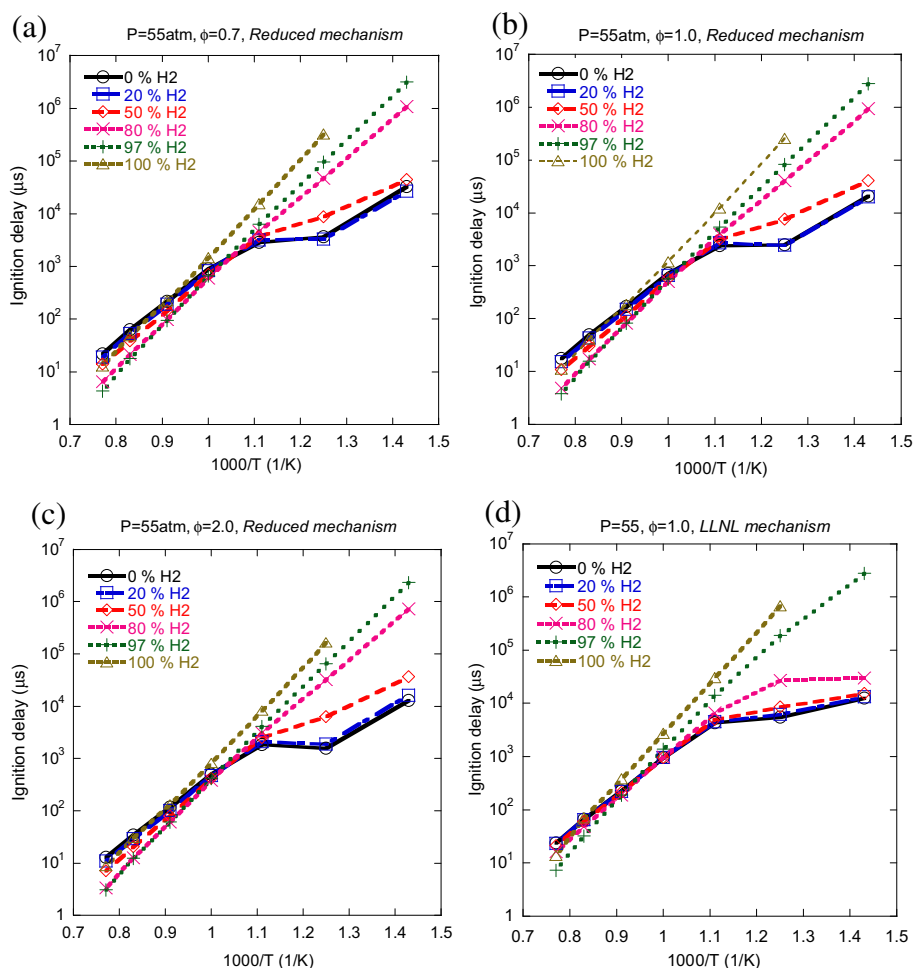 (a)
P=55atm, ϕ=0.7, Reduced mechanism
Ignition delay (µs)
10^7
10^6
10^5
10^4
10^3
10^2
10^1
1
0 % H2
20 % H2
50 % H2
80 % H2
97 % H2
100 % H2
0.7 0.8 0.9 1 1.1 1.2 1.3 1.4 1.5
1000/T (1/K)
(b)
P=55atm, ϕ=1.0, Reduced mechanism
Ignition delay (µs)
10^7
10^6
10^5
10^4
10^3
10^2
10^1
1
0 % H2
20 % H2
50 % H2
80 % H2
97 % H2
100 % H2
0.7 0.8 0.9 1 1.1 1.2 1.3 1.4 1.5
1000/T (1/K)
(c)
P=55atm, ϕ=2.0, Reduced mechanism
Ignition delay (µs)
10^7
10^6
10^5
10^4
10^3
10^2
10^1
1
0 % H2
20 % H2
50 % H2
80 % H2
97 % H2
100 % H2
0.7 0.8 0.9 1 1.1 1.2 1.3 1.4 1.5
1000/T (1/K)
(d)
P=55, ϕ=1.0, LLNL mechanism
Ignition delay (µs)
10^7
10^6
10^5
10^4
10^3
10^2
10^1
1
0 % H2
20 % H2
50 % H2
80 % H2
97 % H2
100 % H2
0.7 0.8 0.9 1 1.1 1.2 1.3 1.4 1.5
1000/T (1/K)